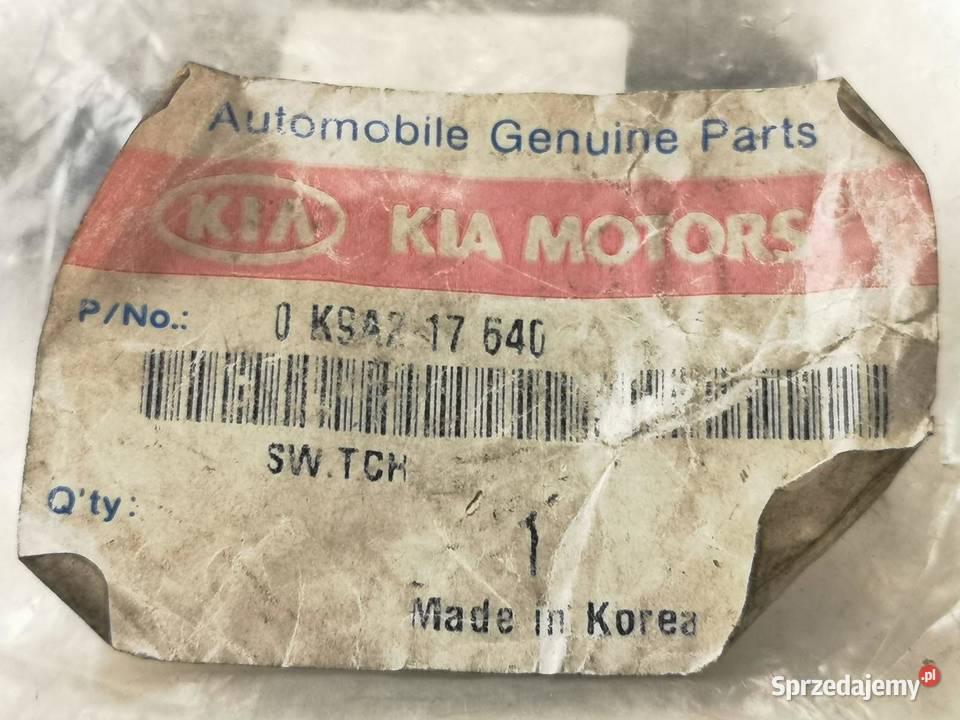 Automobile Genuine Parts
KIA KIA MOTORS
P/No.: 0 K9A2 17 640
SW.TCH
Q'ty: 1
Made in Korea
Sprzedajemy.pl